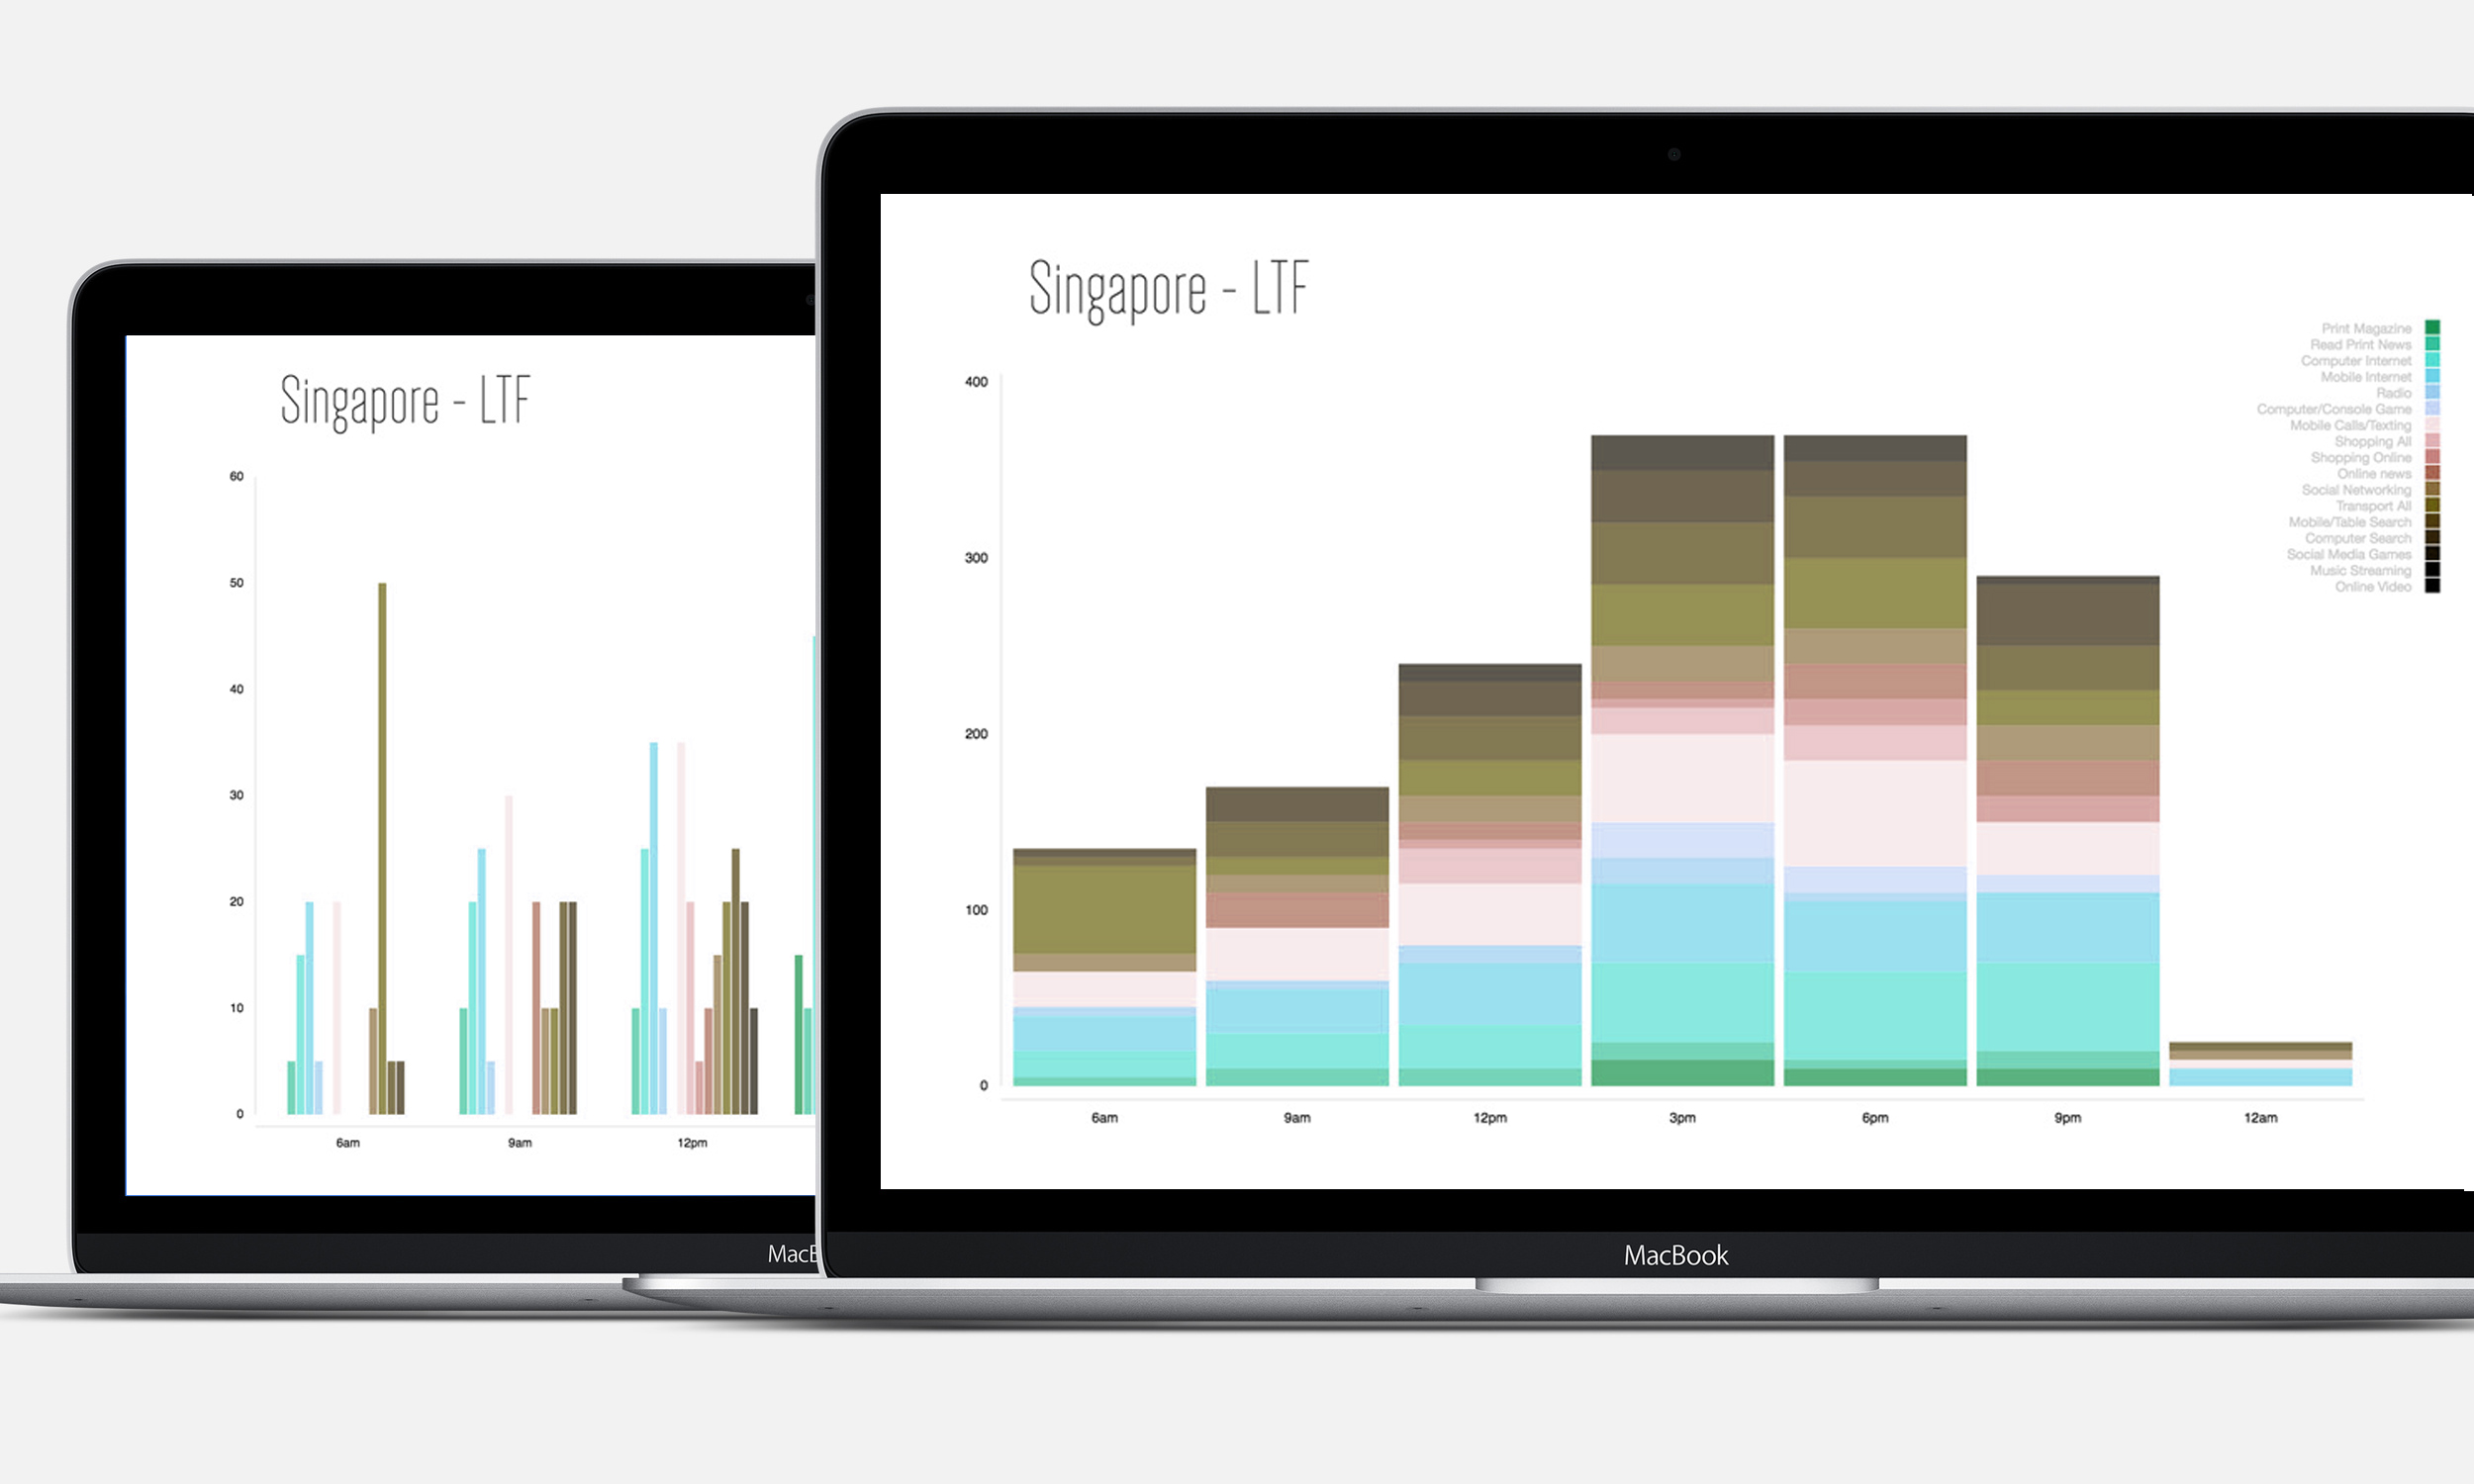 Singapore - LTF
60
50
40
30
20
10
0
6am
9am
12pm
MacB
Singapore - LTF
Print Magazine
Read Print News
Computer Internet
Mobile Internet
Radio
Computer/Console Game
Mobile Calls/Texting
Shopping All
Shopping Online
Online news
Social Networking
Transport All
Mobile/Table Search
Computer Search
Social Media Games
Music Streaming
Online Video
400
300
200
100
0
6am
9am
12pm
3pm
6pm
9pm
12am
MacBook